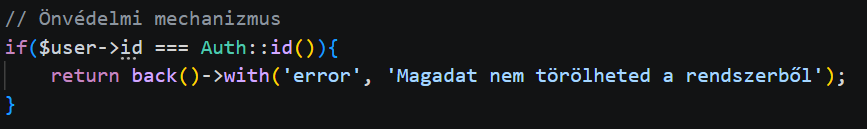 // Önvédelmi mechanizmus
if($user->id === Auth::id()){
    return back()->with('error', 'Magadat nem törölheted a rendszerből');
}